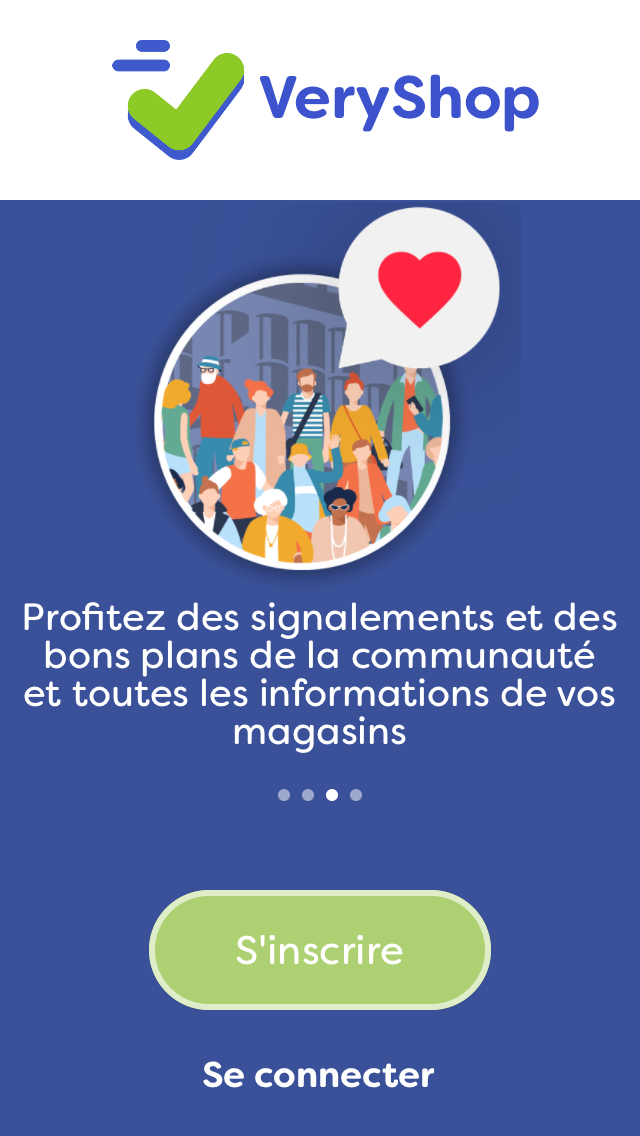 VeryShop
Profitez des signalements et des
bons plans de la communauté
et toutes les informations de vos
magasins
S'inscrire
Se connecter